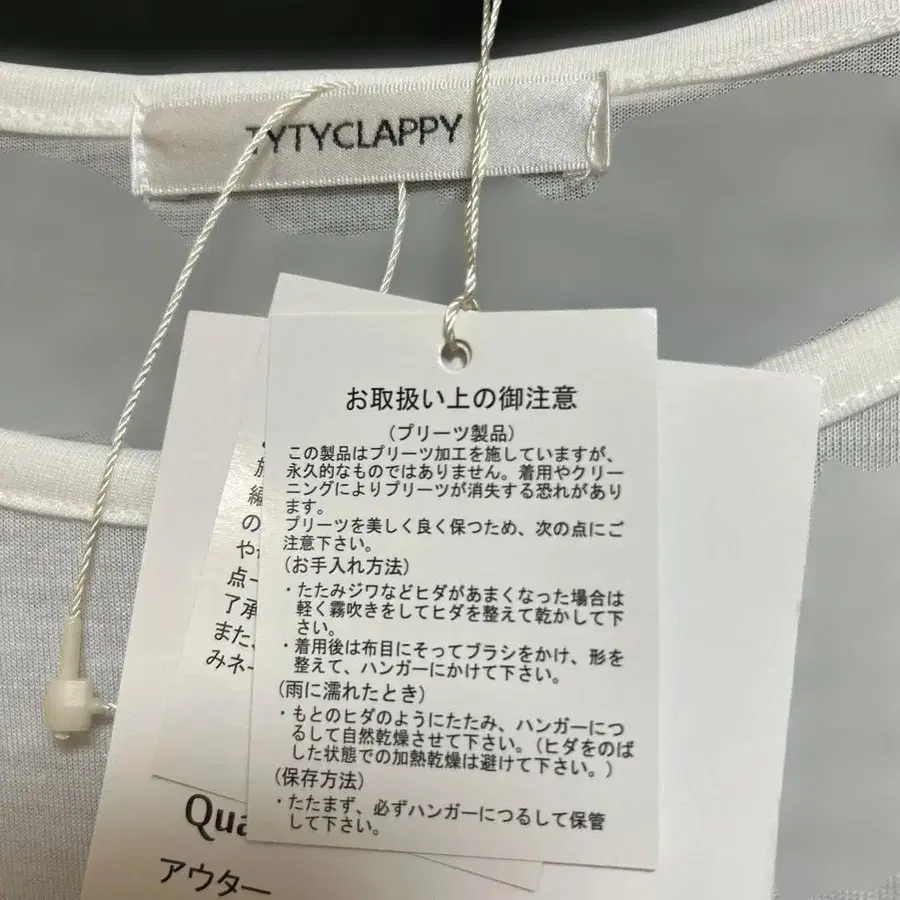 TYTYCLAPPY
お取扱い上の御注意
（プリーツ製品）
この製品はプリーツ加工を施していますが、
永久的なものではありません。着用やクリー
ニングによりプリーツが消失する恐れがあり
ます。
プリーツを美しく良く保つため、次の点にご
注意下さい。
（お手入れ方法）
・たたみジワなどヒダがあまくなった場合は
軽く霧吹きをしてヒダを整えて乾かして下
さい。
・着用後は布目にそってブラシをかけ、形を
整えて、ハンガーにかけて下さい。
（雨に濡れたとき）
・もとのヒダのようにたたみ、ハンガーにつ
るして自然乾燥させて下さい。（ヒダをのば
した状態での加熱乾燥は避けて下さい。）
（保存方法）
・たたまず、必ずハンガーにつるして保管
して下さい。
編
の
や
点
了承
また、
みネー
Qua
アウター